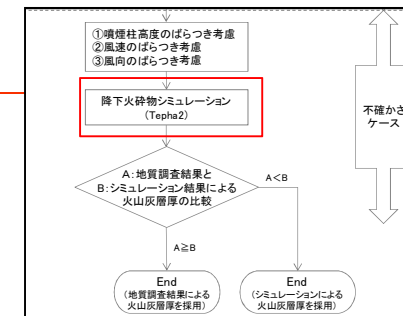 ①噴煙柱高度のばらつき考慮
②風速のばらつき考慮
③風向のばらつき考慮
降下火砕物シミュレーション
(Tepha2)
不確かさ
ケース
A:地質調査結果と
B:シミュレーション結果による
火山灰層厚の比較
A<B
A≧B
End
(地質調査結果による
火山灰層厚を採用)
End
(シミュレーションによる
火山灰層厚を採用)